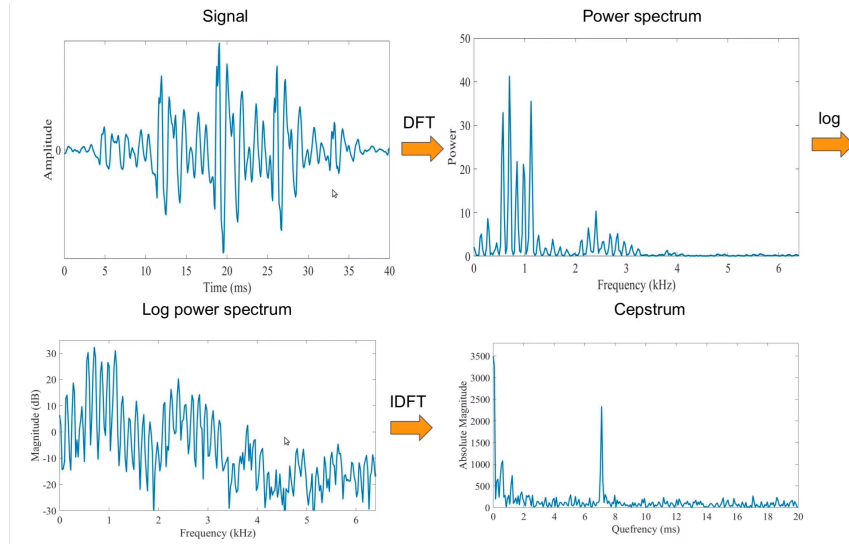 Signal
Amplitude
0
0 5 10 15 20 25 30 35 40
Time (ms)
DFT
Power spectrum
Power
50
40
30
20
10
0
0 1 2 3 4 5 6
Frequency (kHz)
log
Log power spectrum
Magnitude (dB)
30
20
10
0
-10
-20
-30
0 1 2 3 4 5 6
Frequency (kHz)
IDFT
Cepstrum
Absolute Magnitude
3500
3000
2500
2000
1500
1000
500
0
0 2 4 6 8 10 12 14 16 18 20
Quefrency (ms)